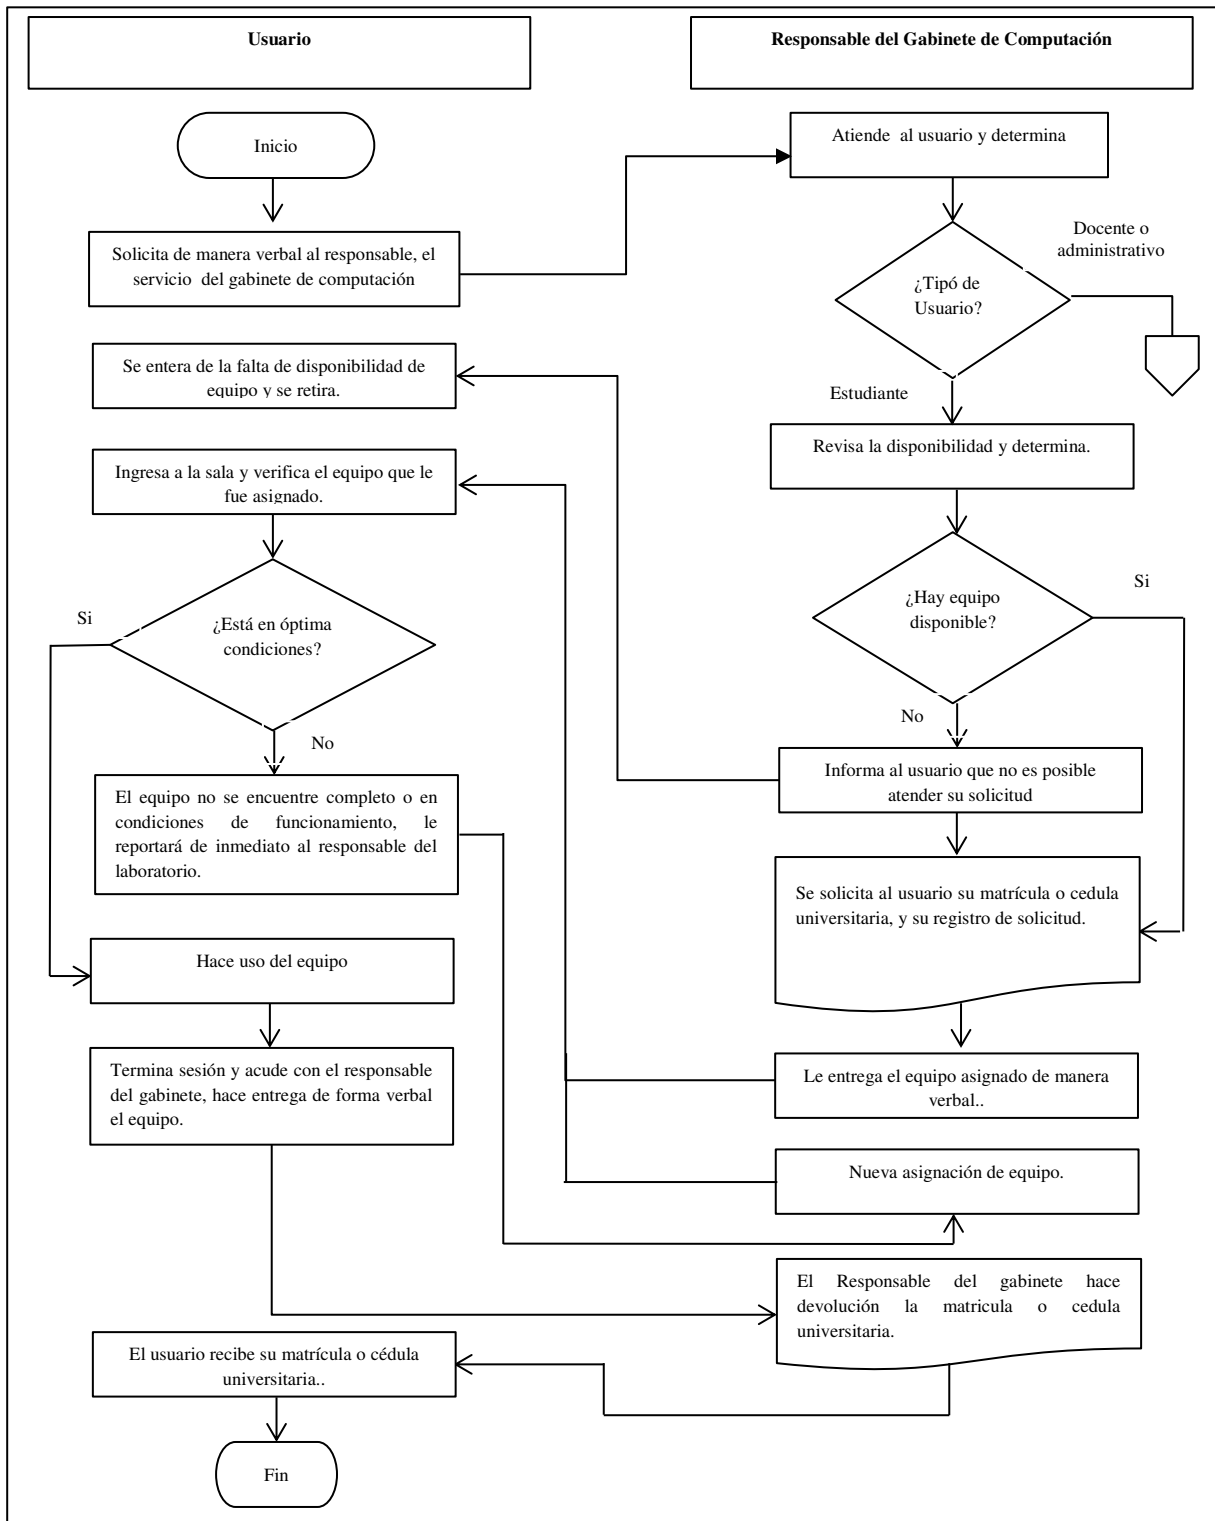 Usuario
Responsable del Gabinete de Computación
Inicio
Atiende al usuario y determina
Solicita de manera verbal al responsable, el
servicio del gabinete de computación
Docente o
administrativo
¿Tipó de
Usuario?
Se entera de la falta de disponibilidad de
equipo y se retira.
Estudiante
Revisa la disponibilidad y determina.
Ingresa a la sala y verifica el equipo que le
fue asignado.
Si
¿Hay equipo
disponible?
Si
¿Está en óptima
condiciones?
No
No
Informa al usuario que no es posible
atender su solicitud
El equipo no se encuentre completo o en
condiciones de funcionamiento, le
reportará de inmediato al responsable del
laboratorio.
Se solicita al usuario su matrícula o cedula
universitaria, y su registro de solicitud.
Hace uso del equipo
Termina sesión y acude con el responsable
del gabinete, hace entrega de forma verbal
el equipo.
Le entrega el equipo asignado de manera
verbal..
Nueva asignación de equipo.
El Responsable del gabinete hace
devolución la matricula o cedula
universitaria.
El usuario recibe su matrícula o cédula
universitaria..
Fin